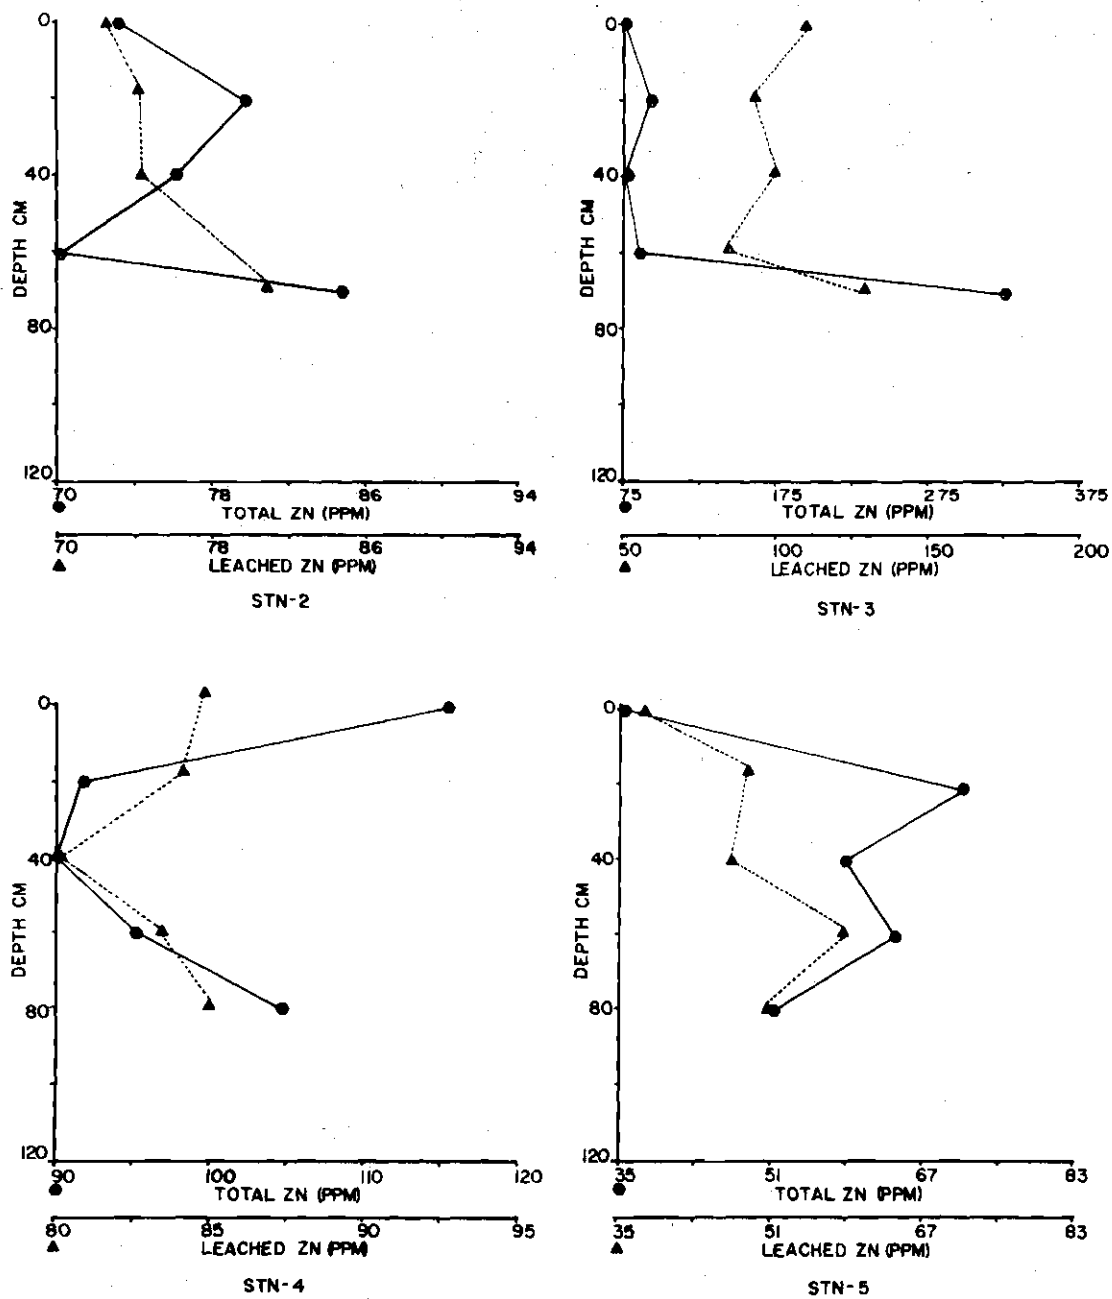 0
40
80
120
DEPTH CM
70 78 86 94
TOTAL ZN (PPM)
70 78 86 94
LEACHED ZN (PPM)
STN-2
0
40
80
120
DEPTH CM
75 175 275 375
TOTAL ZN (PPM)
50 100 150 200
LEACHED ZN (PPM)
STN-3
0
40
80
120
DEPTH CM
90 100 110 120
TOTAL ZN (PPM)
80 85 90 95
LEACHED ZN (PPM)
STN-4
0
40
80
120
DEPTH CM
35 51 67 83
TOTAL ZN (PPM)
35 51 67 83
LEACHED ZN (PPM)
STN-5